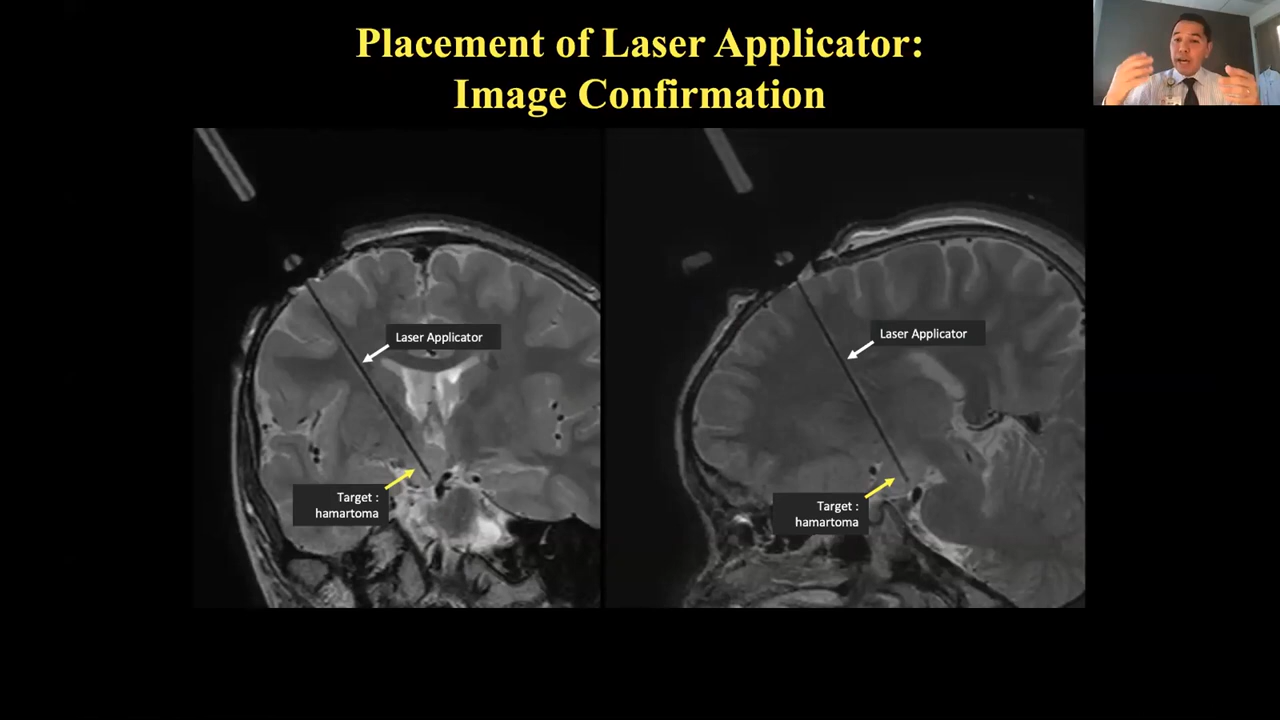 Placement of Laser Applicator:
Image Confirmation
Laser Applicator
Target :
hamartoma
Laser Applicator
Target :
hamartoma